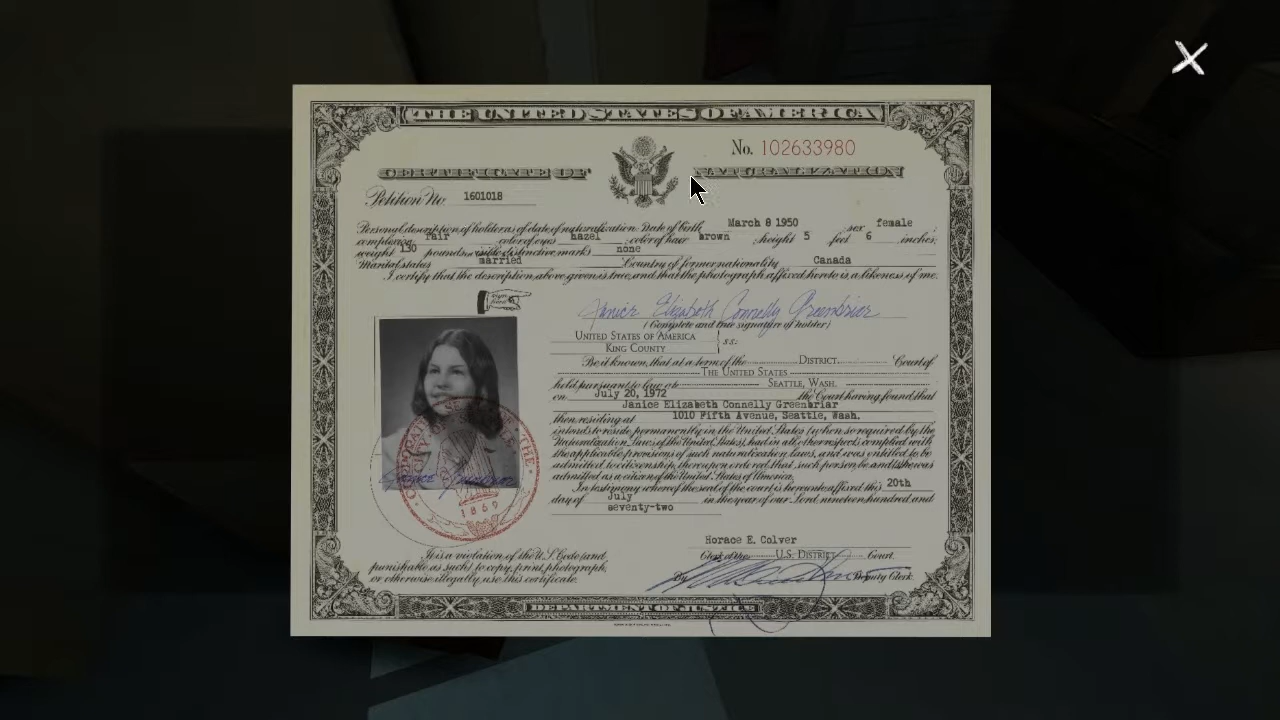 THE UNITED STATES OF AMERICA
No. 102633980
CERTIFICATE OF NATURALIZATION
Petition No. 1601018
Personal description of holder as of date of naturalization: Date of birth March 8 1950 sex female
complexion Fair color of eyes hazel color of hair brown height 5 feet 6 inches;
weight 130 pounds; visible distinctive marks none
Marital status married Country of former nationality Canada
I certify that the description above given is true, and that the photograph affixed hereto is a likeness of me.
sign here
Janice Elizabeth Connelly Greenbriar
(Complete and true signature of holder)
UNITED STATES OF AMERICA
KING COUNTY
ss:
Be it known, that at a term of the DISTRICT Court of
THE UNITED STATES
held pursuant to law at SEATTLE, WASH.
on July 20, 1972 the Court having found that
Janice Elizabeth Connelly Greenbriar
then residing at 1010 Fifth Avenue, Seattle, Wash.
intends to reside permanently in the United States (when so required by the
Naturalization Laws of the United States), had in all other respects complied with
the applicable provisions of such naturalization laws, and was entitled to be
admitted to citizenship, thereupon ordered that such person be and (s)he was
admitted as a citizen of the United States of America.
In testimony whereof the seal of the court is hereunto affixed this 20th
day of July in the year of our Lord nineteen hundred and
seventy-two
1869
Horace E. Colver
Clerk of the U.S. DISTRICT Court.
By Deputy Clerk.
It is a violation of the U.S. Code (and
punishable as such) to copy, print, photograph,
or otherwise illegally use this certificate.
DEPARTMENT OF JUSTICE